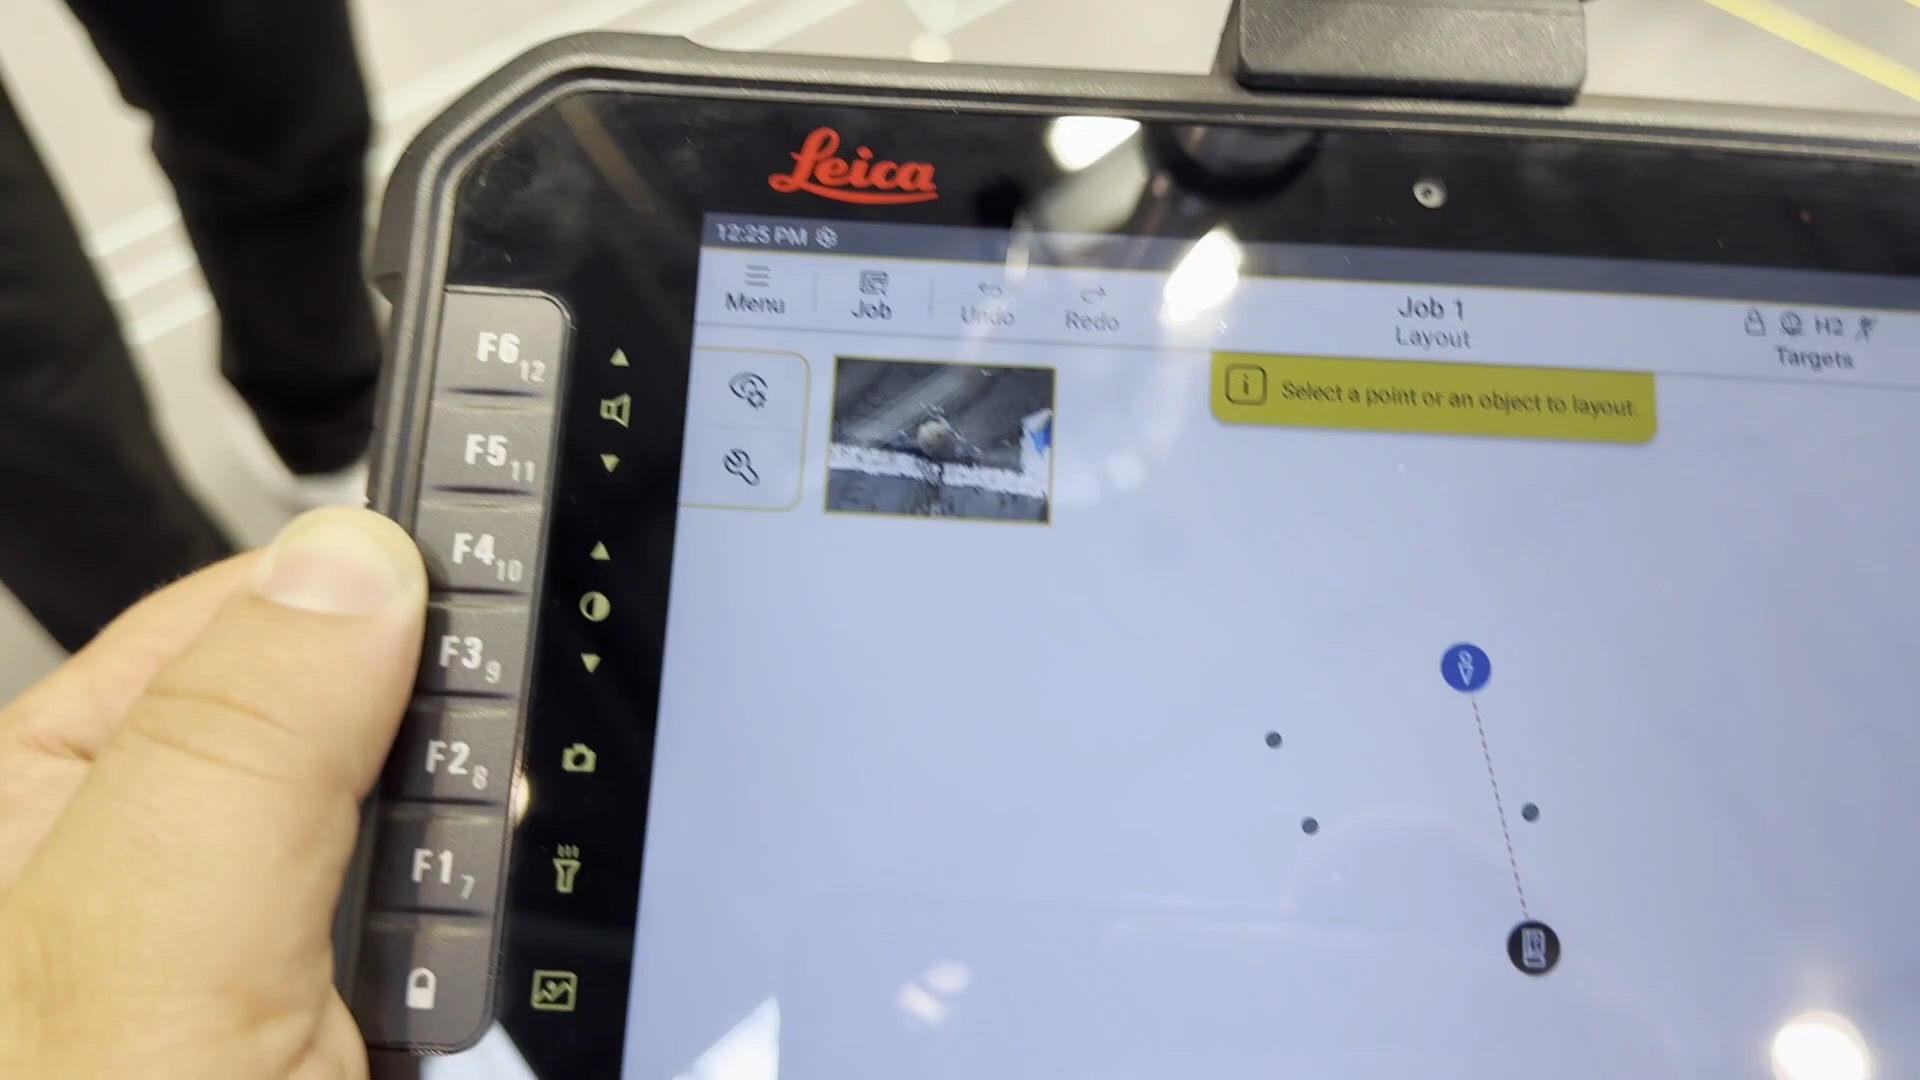 Leica
12:25 PM
Menu
Job
Undo
Redo
Job 1
Layout
H2
Targets
Select a point or an object to layout.
F6 12
F5 11
F4 10
F3 9
F2 8
F1 7